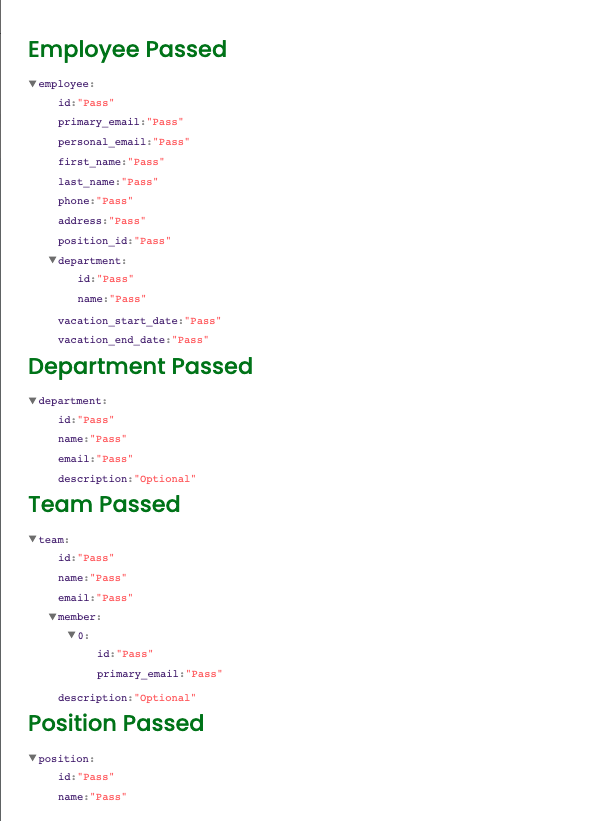 Employee Passed
▼employee:
id:"Pass"
primary_email:"Pass"
personal_email:"Pass"
first_name:"Pass"
last_name:"Pass"
phone:"Pass"
address:"Pass"
position_id:"Pass"
▼department:
id:"Pass"
name:"Pass"
vacation_start_date:"Pass"
vacation_end_date:"Pass"
Department Passed
▼department:
id:"Pass"
name:"Pass"
email:"Pass"
description:"Optional"
Team Passed
▼team:
id:"Pass"
name:"Pass"
email:"Pass"
▼member:
▼0:
id:"Pass"
primary_email:"Pass"
description:"Optional"
Position Passed
▼position:
id:"Pass"
name:"Pass"